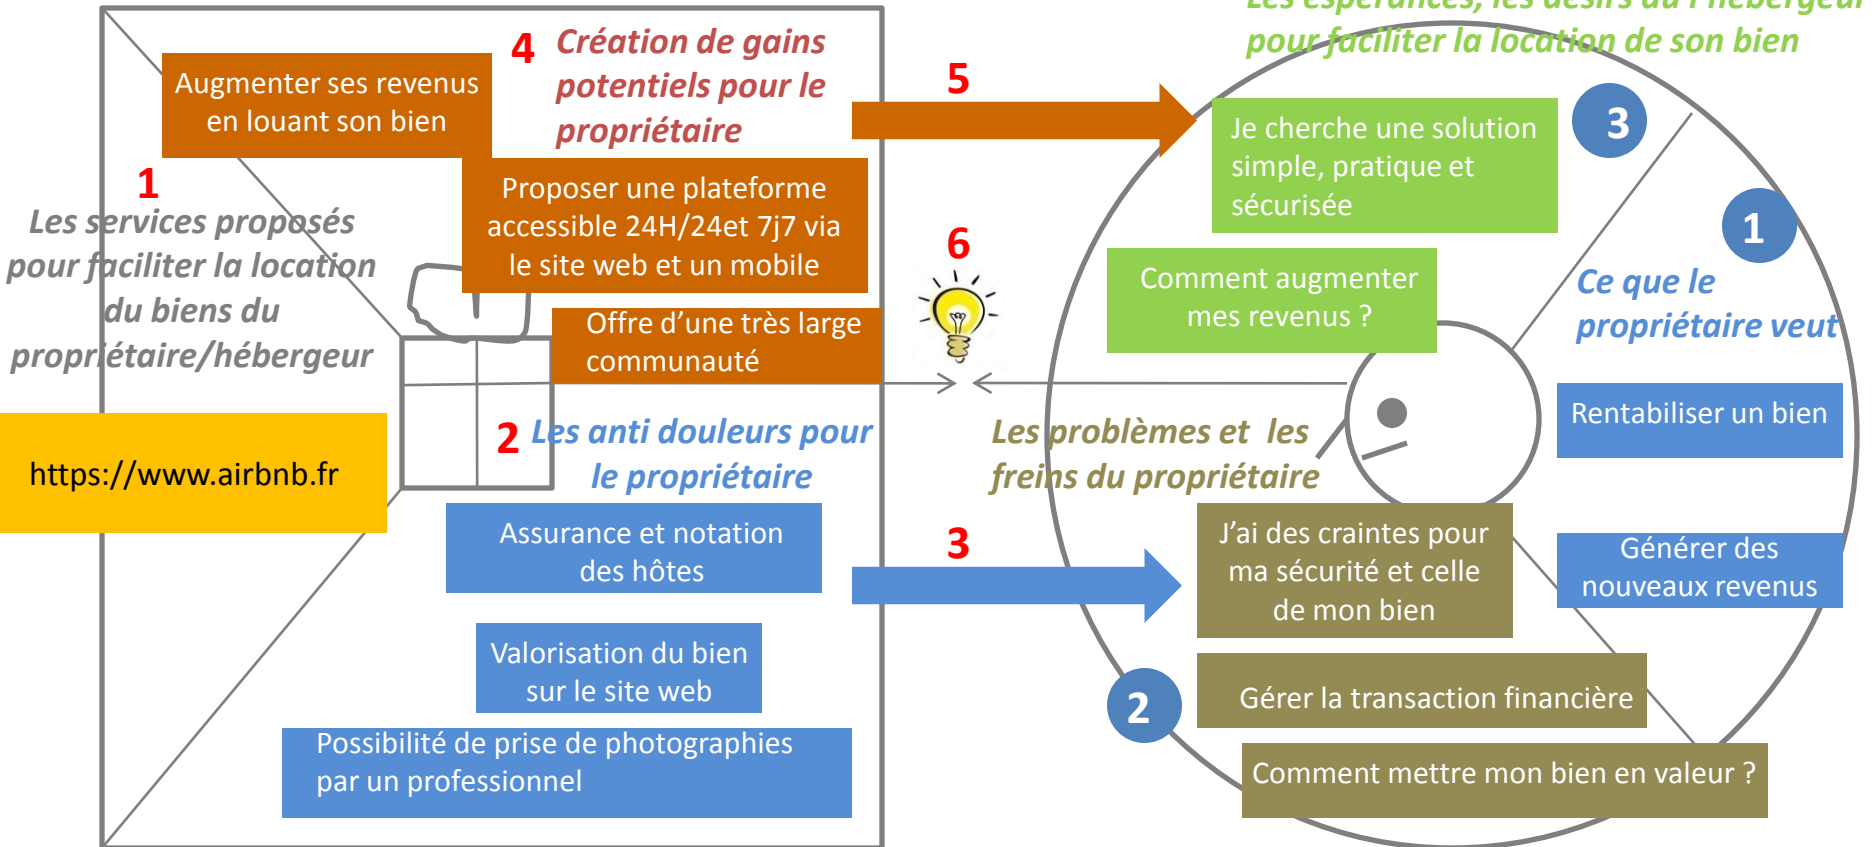 Les espérances, les désirs du l'hébergeur
pour faciliter la location de son bien
4
Création de gains
potentiels pour le
propriétaire
Augmenter ses revenus
en louant son bien
5
Je cherche une solution
simple, pratique et
sécurisée
3
1
Les services proposés
pour faciliter la location
du biens du
propriétaire/hébergeur
Proposer une plateforme
accessible 24H/24et 7j7 via
le site web et un mobile
6
1
Comment augmenter
mes revenus ?
Ce que le
propriétaire veut
Offre d'une très large
communauté
Rentabiliser un bien
https://www.airbnb.fr
2
Les anti douleurs pour
le propriétaire
Les problèmes et les
freins du propriétaire
Assurance et notation
des hôtes
3
J'ai des craintes pour
ma sécurité et celle
de mon bien
Générer des
nouveaux revenus
Valorisation du bien
sur le site web
2
Gérer la transaction financière
Possibilité de prise de photographies
par un professionnel
Comment mettre mon bien en valeur ?